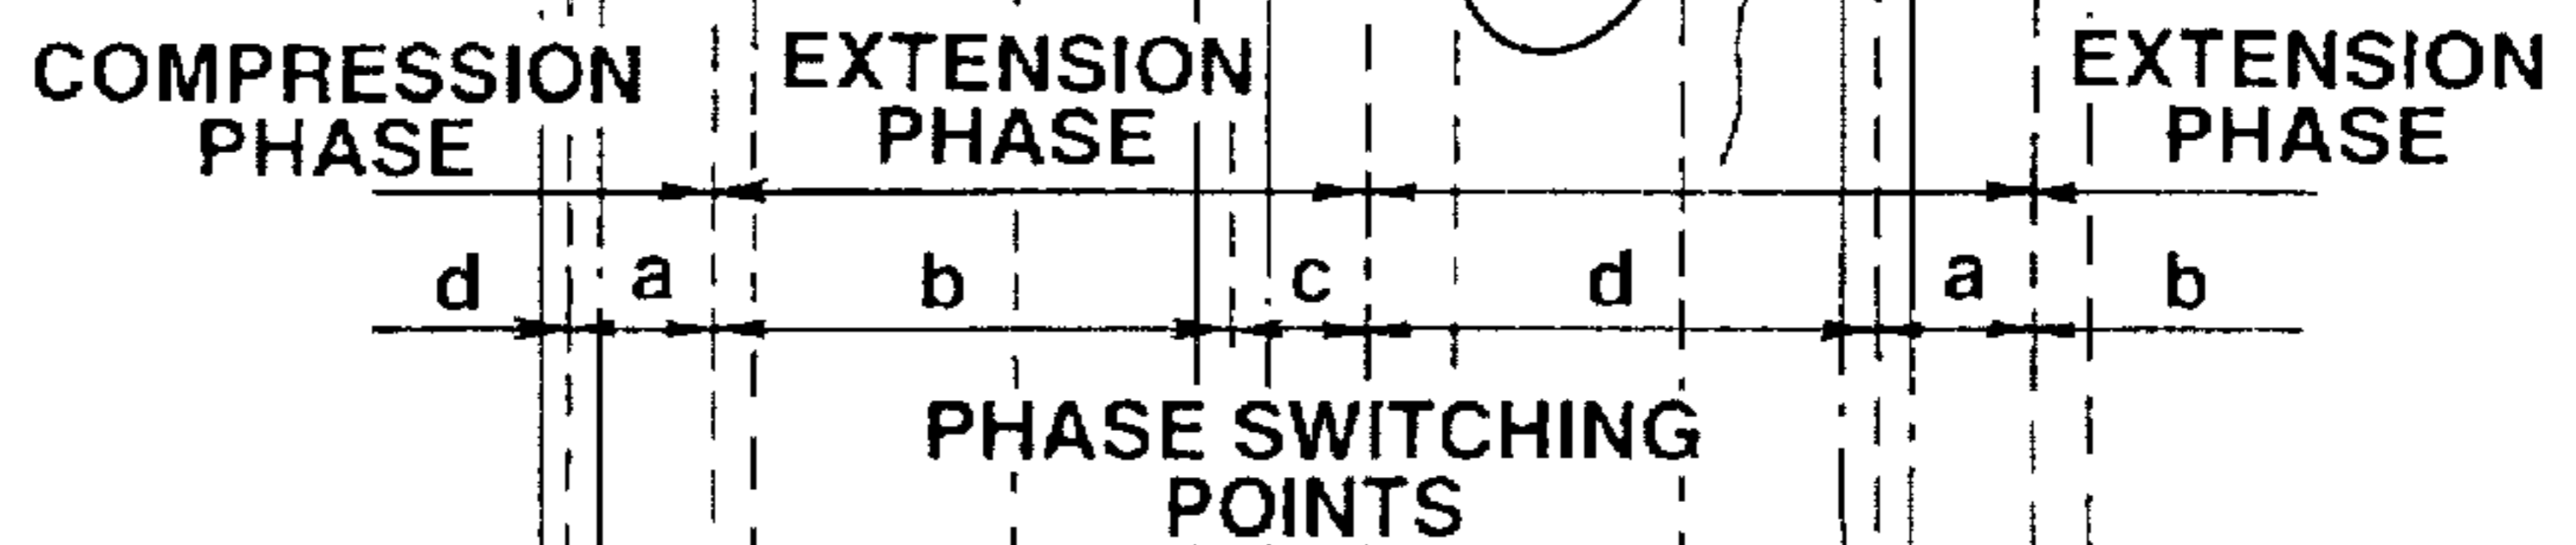 COMPRESSION
PHASE
EXTENSION
PHASE
EXTENSION
PHASE
d a b c d a b
PHASE SWITCHING
POINTS